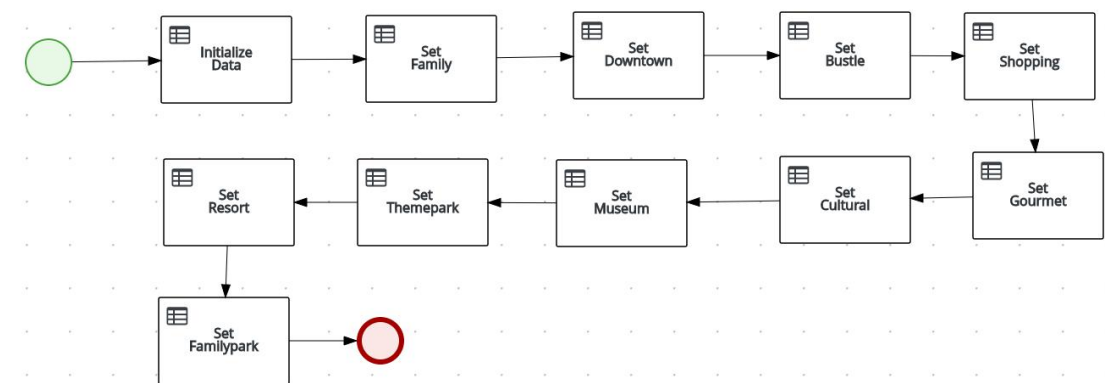 Initialize
Data
Set
Family
Set
Downtown
Set
Bustle
Set
Shopping
Set
Gourmet
Set
Cultural
Set
Museum
Set
Themepark
Set
Resort
Set
Familypark